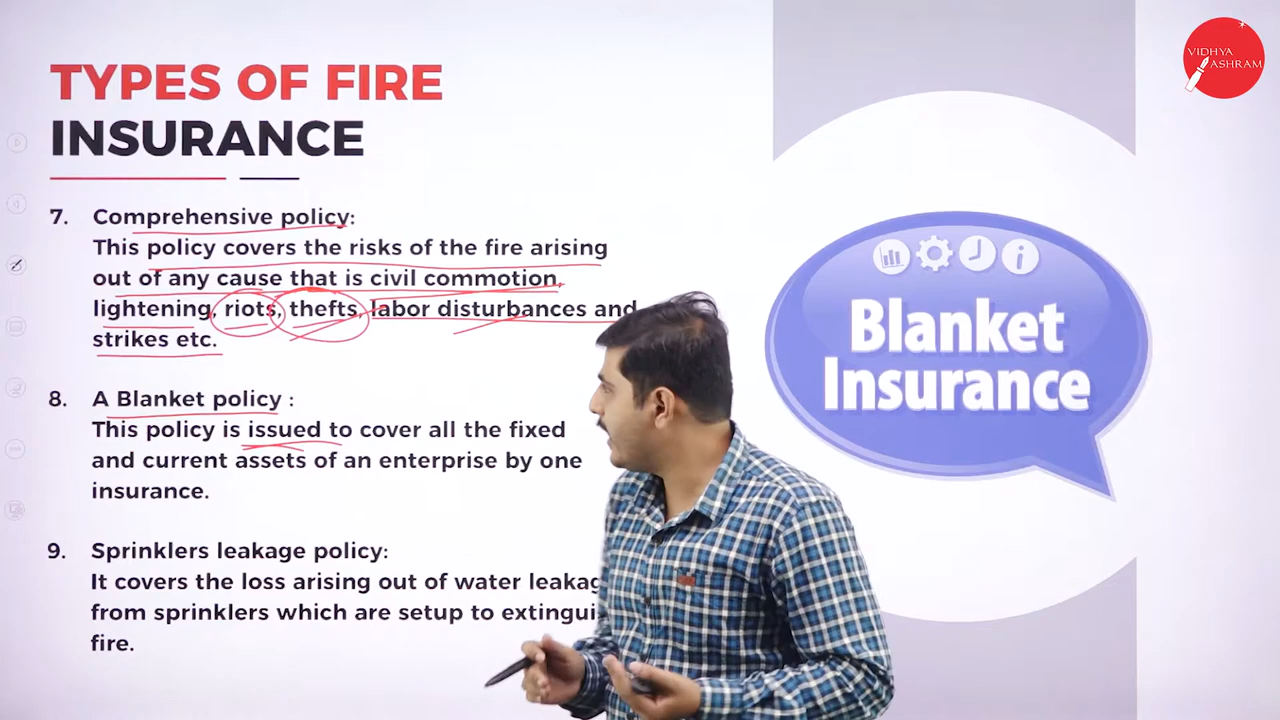 VIDHYA
ASHRAM
TYPES OF FIRE
INSURANCE
7. Comprehensive policy:
This policy covers the risks of the fire arising
out of any cause that is civil commotion,
lightening, riots, thefts, labor disturbances and
strikes etc.
8. A Blanket policy :
This policy is issued to cover all the fixed
and current assets of an enterprise by one
insurance.
9. Sprinklers leakage policy:
It covers the loss arising out of water
from sprinklers which are setup to
fire.
Blanket
Insurance